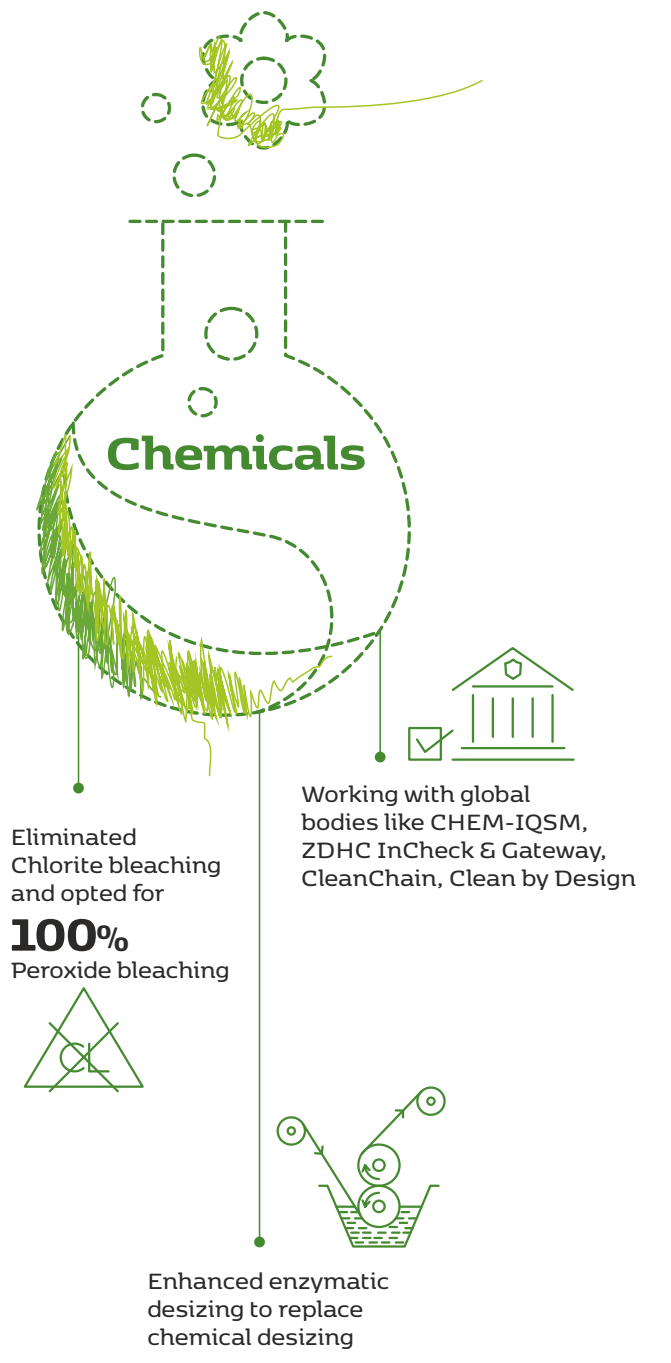 Chemicals
Eliminated
Chlorite bleaching
and opted for
100%
Peroxide bleaching
CL
Working with global
bodies like CHEM-IQSM,
ZDHC InCheck & Gateway,
CleanChain, Clean by Design
Enhanced enzymatic
desizing to replace
chemical desizing